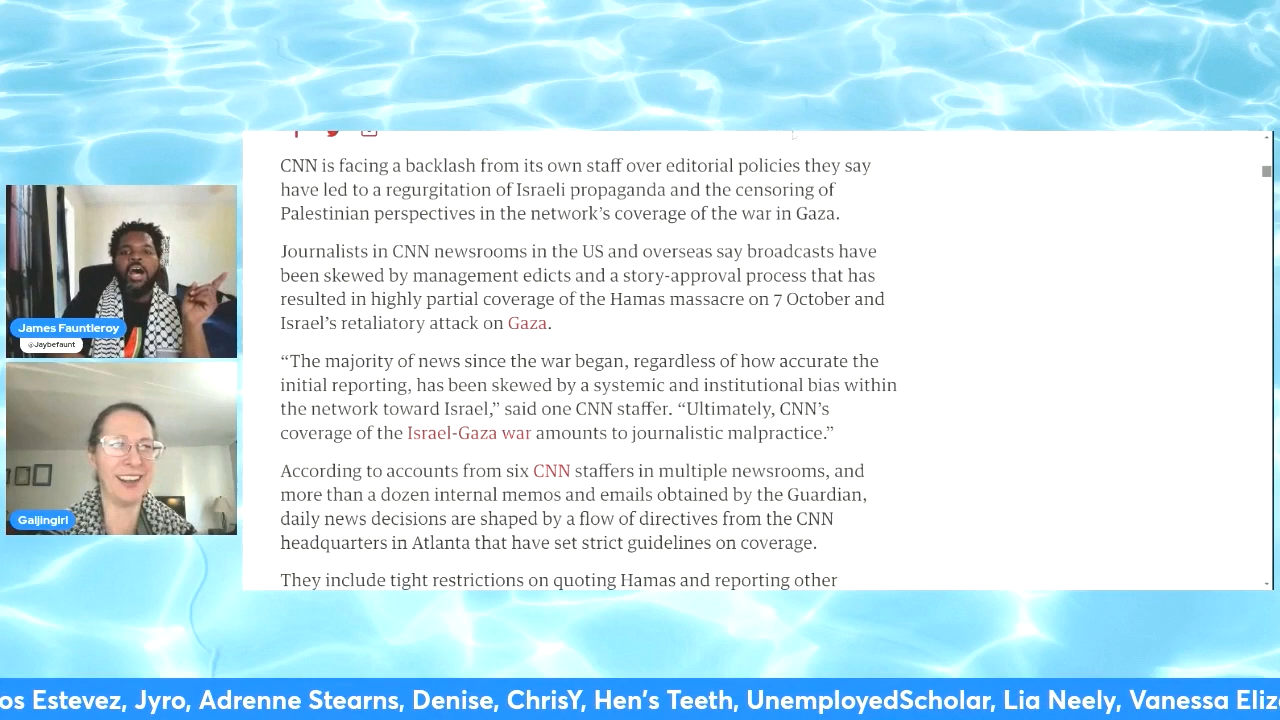 CNN is facing a backlash from its own staff over editorial policies they say
have led to a regurgitation of Israeli propaganda and the censoring of
Palestinian perspectives in the network’s coverage of the war in Gaza.
Journalists in CNN newsrooms in the US and overseas say broadcasts have
been skewed by management edicts and a story-approval process that has
resulted in highly partial coverage of the Hamas massacre on 7 October and
Israel’s retaliatory attack on Gaza.
“The majority of news since the war began, regardless of how accurate the
initial reporting, has been skewed by a systemic and institutional bias within
the network toward Israel,” said one CNN staffer. “Ultimately, CNN’s
coverage of the Israel-Gaza war amounts to journalistic malpractice.”
According to accounts from six CNN staffers in multiple newsrooms, and
more than a dozen internal memos and emails obtained by the Guardian,
daily news decisions are shaped by a flow of directives from the CNN
headquarters in Atlanta that have set strict guidelines on coverage.
They include tight restrictions on quoting Hamas and reporting other
James Fauntleroy
@Jaybefaunt
Gaijingirl
os Estevez, Jyro, Adrenne Stearns, Denise, ChrisY, Hen's Teeth, UnemployedScholar, Lia Neely, Vanessa Eliz